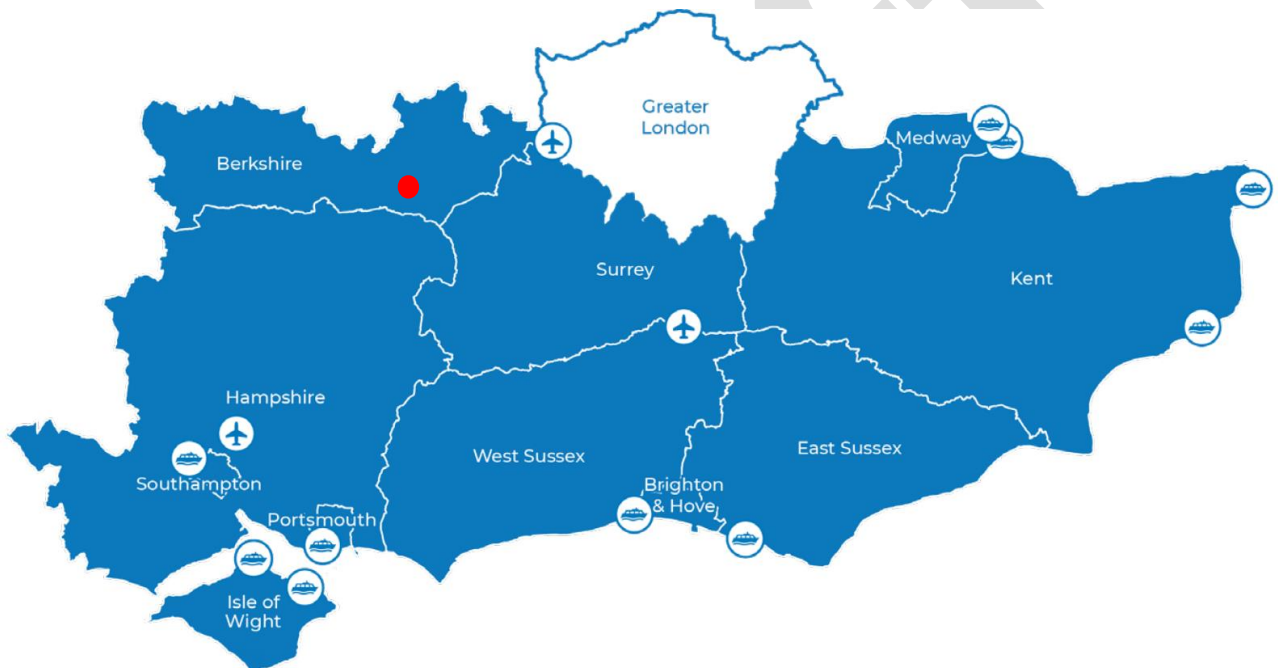 Greater
London
Medway
Berkshire
Surrey
Kent
Hampshire
West Sussex
East Sussex
Southampton
Brighton
& Hove
Portsmouth
Isle of
Wight